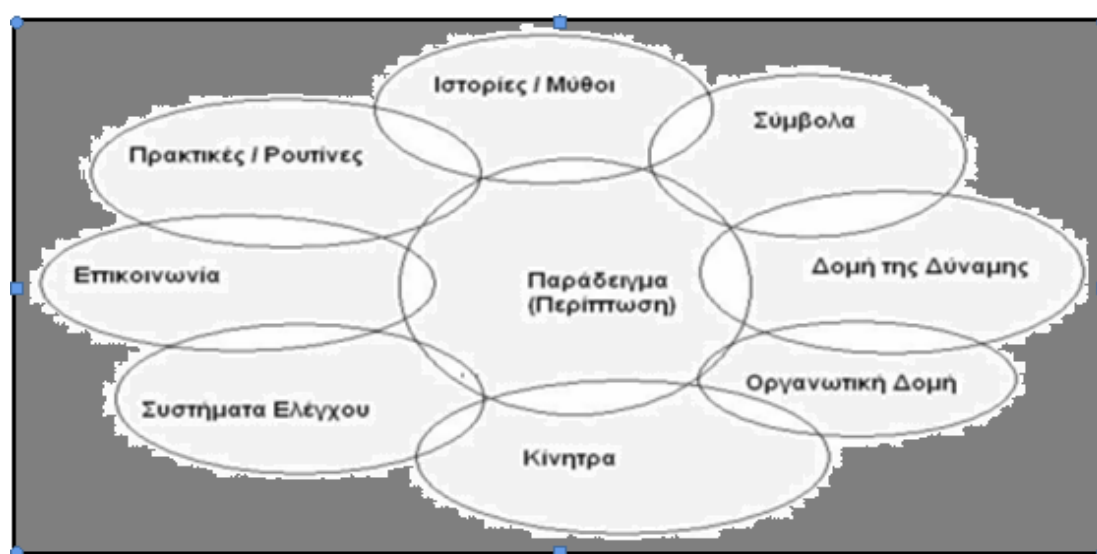 Ιστορίες / Μύθοι
Σύμβολα
Πρακτικές / Ρουτίνες
Δομή της Δύναμης
Επικοινωνία
Παράδειγμα
(Περίπτωση)
Οργανωτική Δομή
Συστήματα Ελέγχου
Κίνητρα